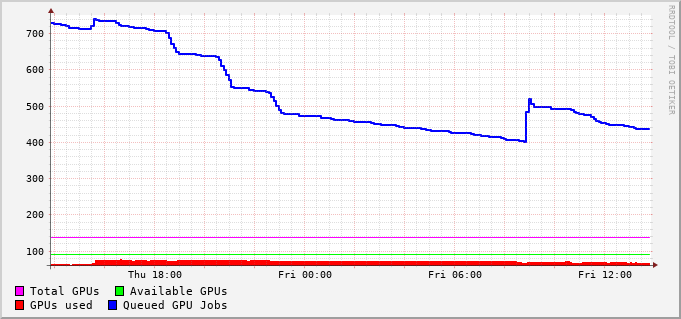 700
600
500
400
300
200
100
Thu 18:00 Fri 00:00 Fri 06:00 Fri 12:00
Total GPUs Available GPUs
GPUs used Queued GPU Jobs
RRDTOOL / TOBI OETIKER